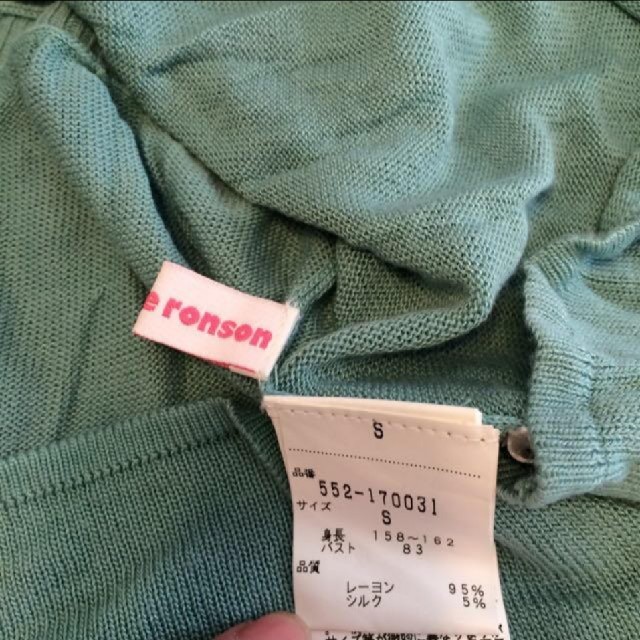 e ronson
S
品番
552-170031
サイズ
S
身長 158〜162
バスト 83
品質
レーヨン 95%
シルク 5%